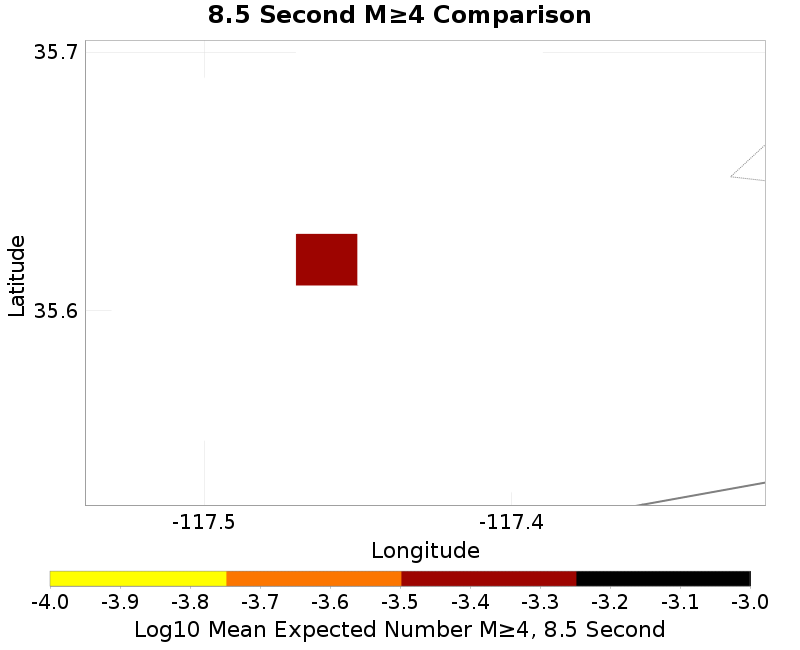 8.5 Second M≥4 Comparison
35.7
35.6
Latitude
-117.5 -117.4
Longitude
-4.0 -3.9 -3.8 -3.7 -3.6 -3.5 -3.4 -3.3 -3.2 -3.1 -3.0
Log10 Mean Expected Number M≥4, 8.5 Second